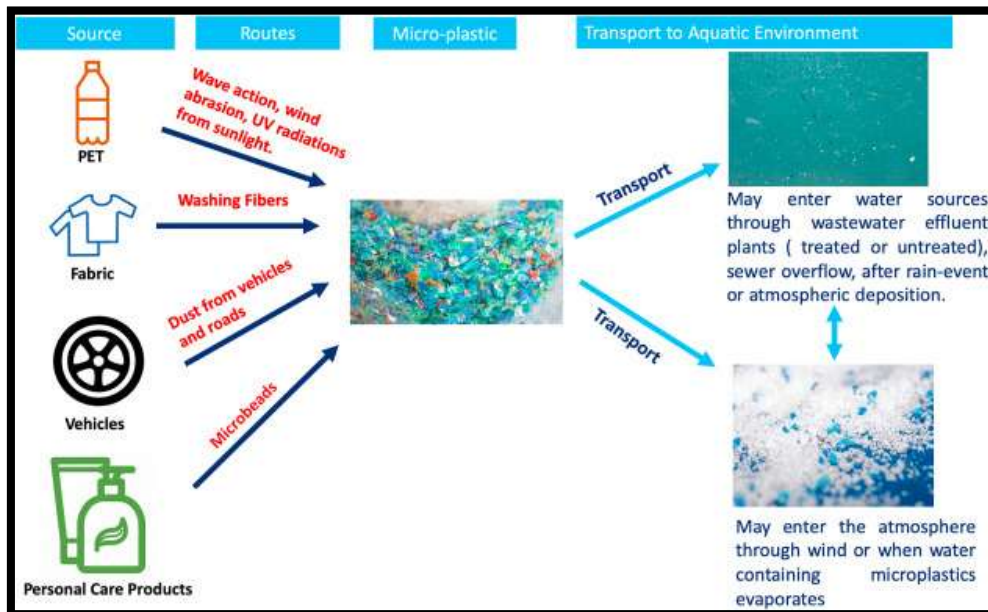 Source
Routes
Micro-plastic
Transport to Aquatic Environment
PET
Wave action, wind
abrasion, UV radiations
from sunlight.
Fabric
Washing Fibers
Vehicles
Dust from vehicles
and roads
Personal Care Products
Microbeads
Transport
Transport
May enter water sources
through wastewater effluent
plants ( treated or untreated),
sewer overflow, after rain-event
or atmospheric deposition.
May enter the atmosphere
through wind or when water
containing microplastics
evaporates